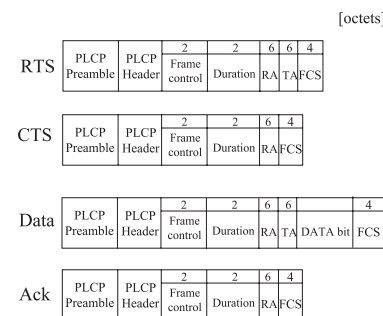 [octets]
2 2 6 6 4
RTS PLCP Preamble PLCP Header Frame control Duration RA TA FCS
2 2 6 4
CTS PLCP Preamble PLCP Header Frame control Duration RA FCS
2 2 6 6 4
Data PLCP Preamble PLCP Header Frame control Duration RA TA DATA bit FCS
2 2 6 4
Ack PLCP Preamble PLCP Header Frame control Duration RA FCS